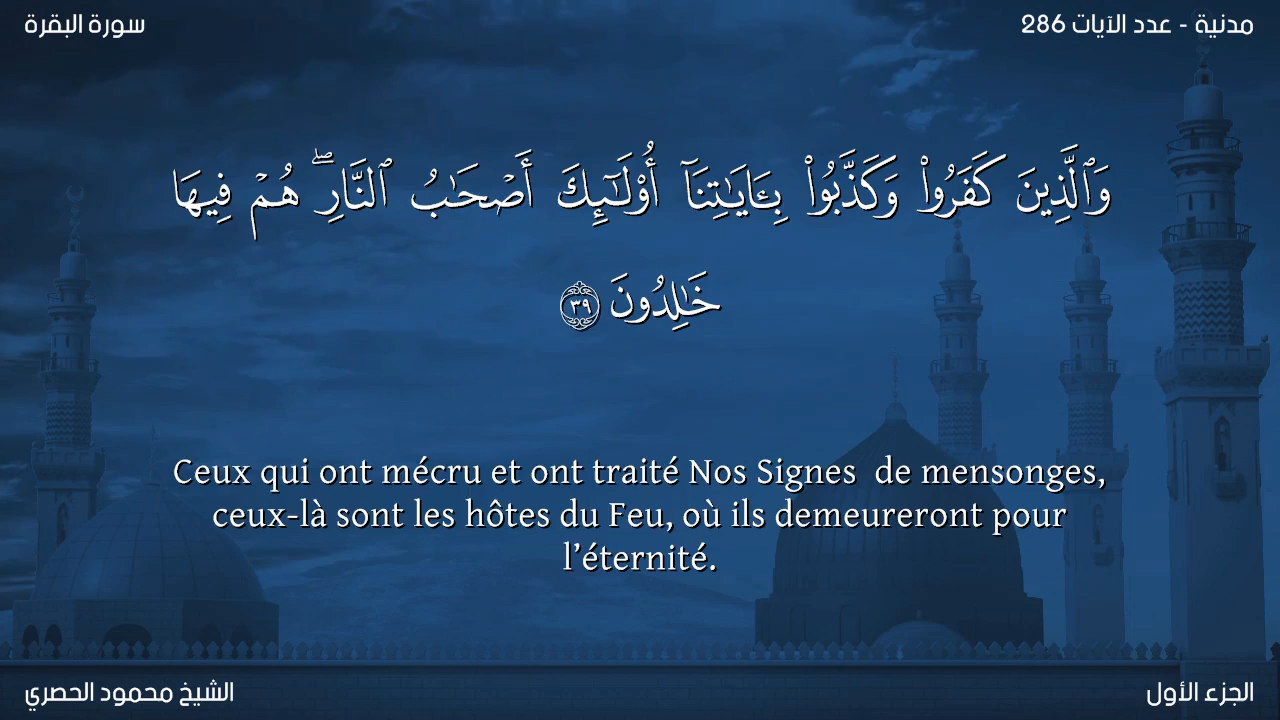 سورة البقرة
مدنية - عدد الآيات 286
وَٱلَّذِينَ كَفَرُوا۟ وَكَذَّبُوا۟ بِـَٔايَـٰتِنَآ أُو۟لَـٰٓئِكَ أَصْحَـٰبُ ٱلنَّارِ ۖ هُمْ فِيهَا
خَـٰلِدُونَ ٣٩
Ceux qui ont mécru et ont traité Nos Signes  de mensonges,
ceux-là sont les hôtes du Feu, où ils demeureront pour
l’éternité.
الشيخ محمود الحصري
الجزء الأول